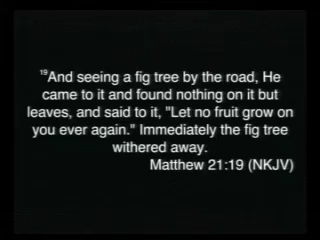 19And seeing a fig tree by the road, He
came to it and found nothing on it but
leaves, and said to it, "Let no fruit grow on
you ever again." Immediately the fig tree
withered away.
Matthew 21:19 (NKJV)